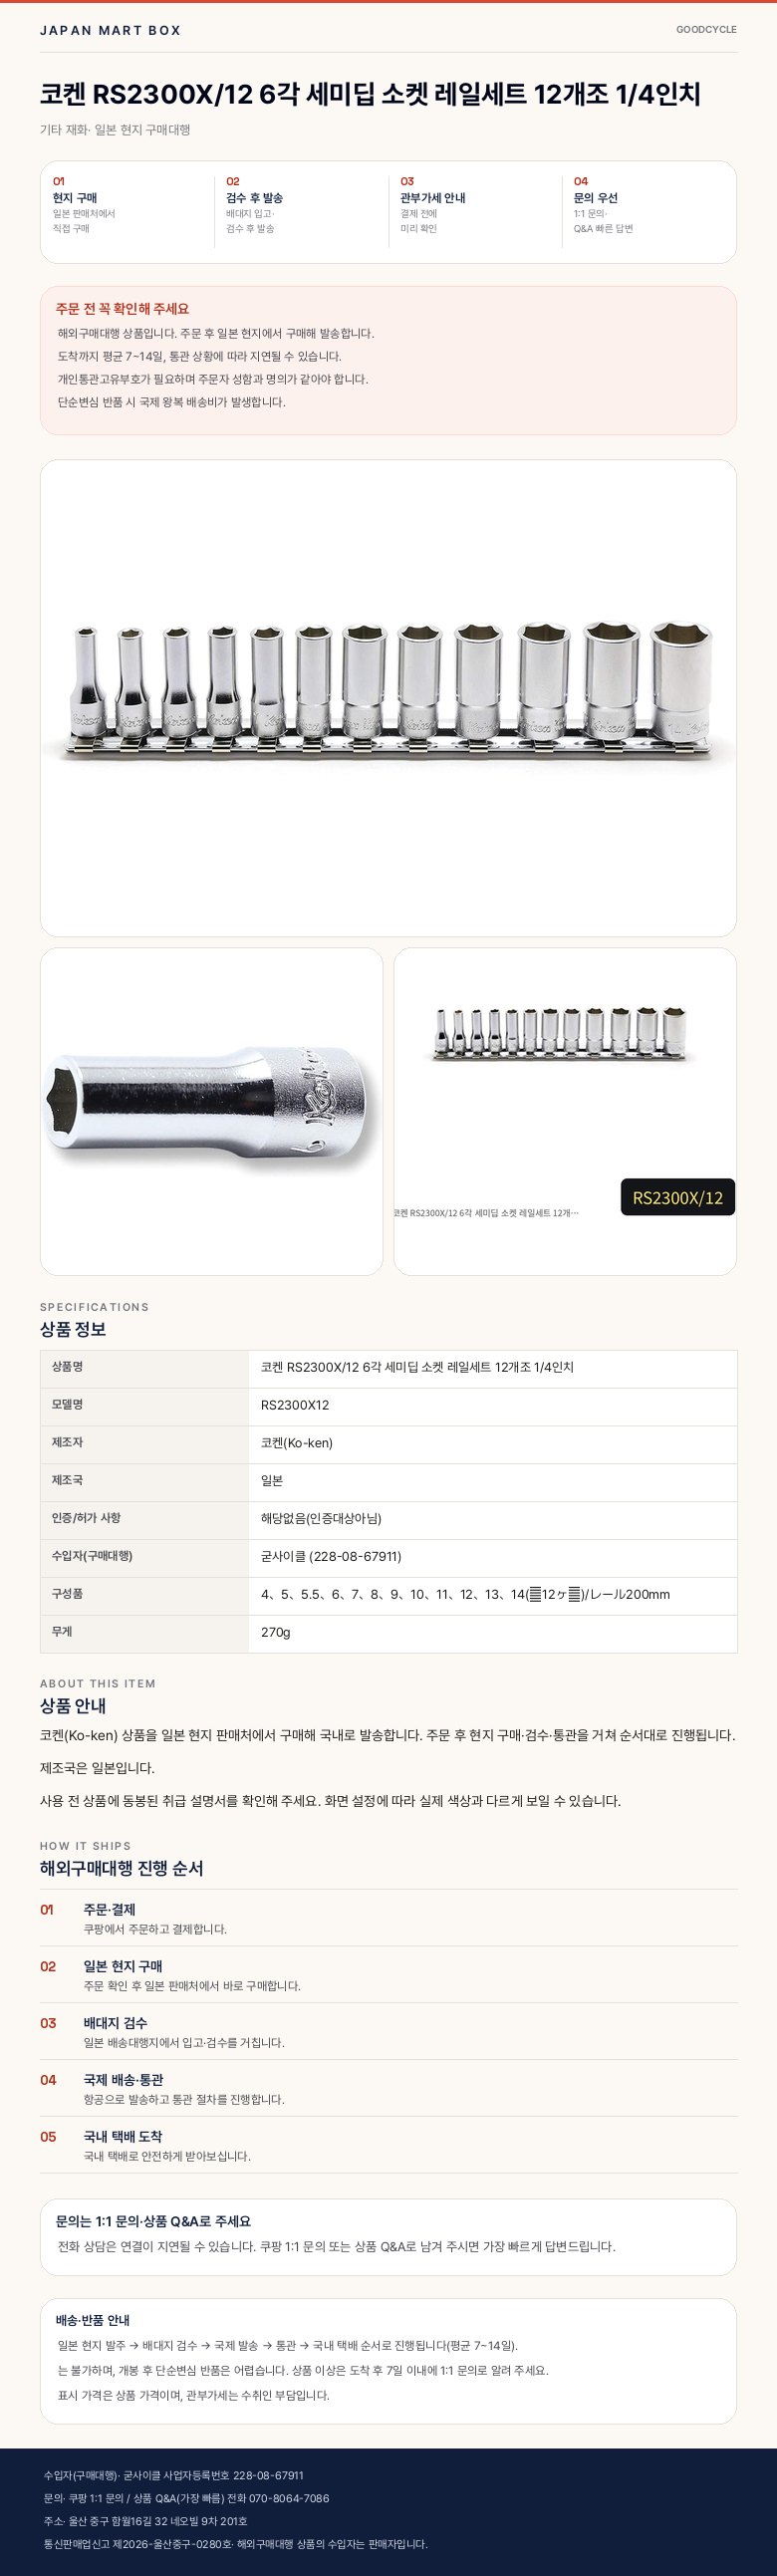 JAPAN MART BOX
GOODCYCLE
코켄 RS2300X/12 6각 세미딥 소켓 레일세트 12개조 1/4인치
기타 재화· 일본 현지 구매대행
01
현지 구매
일본 판매처에서
직접 구매
02
검수 후 발송
배대지 입고·
검수 후 발송
03
관부가세 안내
결제 전에
미리 확인
04
문의 우선
1:1 문의·
Q&A 빠른 답변
주문 전 꼭 확인해 주세요
해외구매대행 상품입니다. 주문 후 일본 현지에서 구매해 발송합니다.
도착까지 평균 7~14일, 통관 상황에 따라 지연될 수 있습니다.
개인통관고유부호가 필요하며 주문자 성함과 명의가 같아야 합니다.
단순변심 반품 시 국제 왕복 배송비가 발생합니다.
6 Ko-ken
코켄 RS2300X/12 6각 세미딥 소켓 레일세트 12개…
RS2300X/12
SPECIFICATIONS
상품 정보
상품명 코켄 RS2300X/12 6각 세미딥 소켓 레일세트 12개조 1/4인치
모델명 RS2300X12
제조자 코켄(Ko-ken)
제조국 일본
인증/허가 사항 해당없음(인증대상아님)
수입자(구매대행) 굳사이클 (228-08-67911)
구성품 4、5、5.5、6、7、8、9、10、11、12、13、14(12ヶ)/レール200mm
무게 270g
ABOUT THIS ITEM
상품 안내
코켄(Ko-ken) 상품을 일본 현지 판매처에서 구매해 국내로 발송합니다. 주문 후 현지 구매·검수·통관을 거쳐 순서대로 진행됩니다.
제조국은 일본입니다.
사용 전 상품에 동봉된 취급 설명서를 확인해 주세요. 화면 설정에 따라 실제 색상과 다르게 보일 수 있습니다.
HOW IT SHIPS
해외구매대행 진행 순서
01 주문·결제
쿠팡에서 주문하고 결제합니다.
02 일본 현지 구매
주문 확인 후 일본 판매처에서 바로 구매합니다.
03 배대지 검수
일본 배송대행지에서 입고·검수를 거칩니다.
04 국제 배송·통관
항공으로 발송하고 통관 절차를 진행합니다.
05 국내 택배 도착
국내 택배로 안전하게 받아보십니다.
문의는 1:1 문의·상품 Q&A로 주세요
전화 상담은 연결이 지연될 수 있습니다. 쿠팡 1:1 문의 또는 상품 Q&A로 남겨 주시면 가장 빠르게 답변드립니다.
배송·반품 안내
일본 현지 발주 → 배대지 검수 → 국제 발송 → 통관 → 국내 택배 순서로 진행됩니다(평균 7~14일).
는 불가하며, 개봉 후 단순변심 반품은 어렵습니다. 상품 이상은 도착 후 7일 이내에 1:1 문의로 알려 주세요.
표시 가격은 상품 가격이며, 관부가세는 수취인 부담입니다.
수입자(구매대행)· 굳사이클 사업자등록번호 228-08-67911
문의· 쿠팡 1:1 문의 / 상품 Q&A(가장 빠름) 전화 070-8064-7086
주소· 울산 중구 함월16길 32 네오빌 9차 201호
통신판매업신고 제2026-울산중구-0280호· 해외구매대행 상품의 수입자는 판매자입니다.